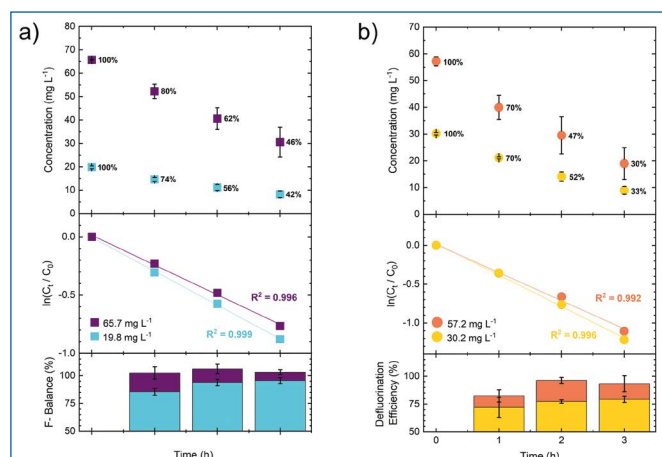 a)
Concentration (mg L⁻¹)
70
60
50
40
30
20
10
0
100%
80%
62%
46%
100%
74%
56%
42%
ln(Cₜ / C₀)
0.0
-0.5
-1.0
R² = 0.996
R² = 0.999
65.7 mg L⁻¹
19.8 mg L⁻¹
F- Balance (%)
100
75
50
Time (h)
b)
Concentration (mg L⁻¹)
70
60
50
40
30
20
10
0
100%
70%
47%
30%
100%
70%
52%
33%
ln(Cₜ / C₀)
0.0
-0.5
-1.0
R² = 0.992
R² = 0.996
57.2 mg L⁻¹
30.2 mg L⁻¹
Defluorination
Efficiency (%)
100
75
50
0
1
2
3
Time (h)